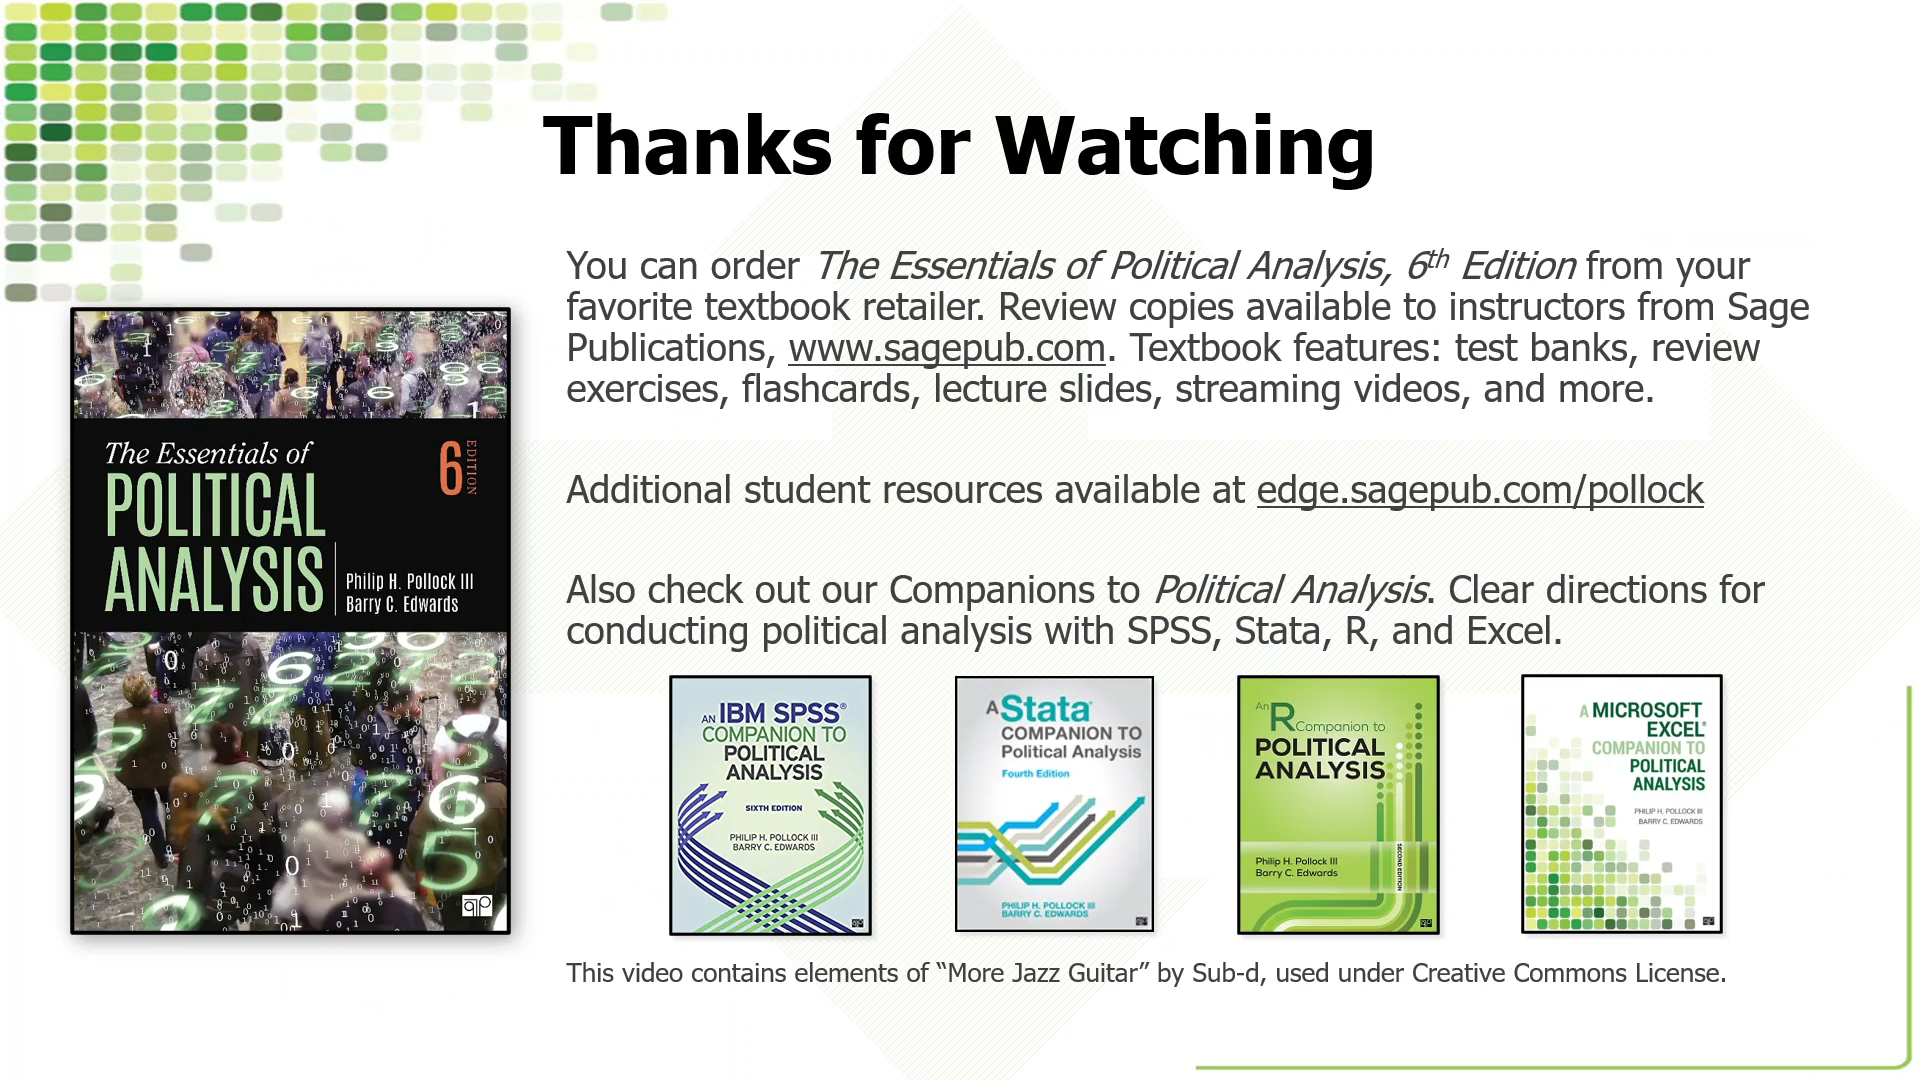 Thanks for Watching
You can order The Essentials of Political Analysis, 6th Edition from your
favorite textbook retailer. Review copies available to instructors from Sage
Publications, www.sagepub.com. Textbook features: test banks, review
exercises, flashcards, lecture slides, streaming videos, and more.
Additional student resources available at edge.sagepub.com/pollock
Also check out our Companions to Political Analysis. Clear directions for
conducting political analysis with SPSS, Stata, R, and Excel.
The Essentials of
POLITICAL
ANALYSIS
6 EDITION
Philip H. Pollock III
Barry C. Edwards
AN IBM SPSS®
COMPANION TO
POLITICAL
ANALYSIS
SIXTH EDITION
PHILIP H. POLLOCK III
BARRY C. EDWARDS
A Stata®
COMPANION TO
Political Analysis
Fourth Edition
PHILIP H. POLLOCK III
BARRY C. EDWARDS
An R Companion to
POLITICAL
ANALYSIS
Philip H. Pollock III
Barry C. Edwards
SECOND EDITION
A MICROSOFT
EXCEL®
COMPANION TO
POLITICAL
ANALYSIS
PHILIP H. POLLOCK III
BARRY C. EDWARDS
This video contains elements of “More Jazz Guitar” by Sub-d, used under Creative Commons License.